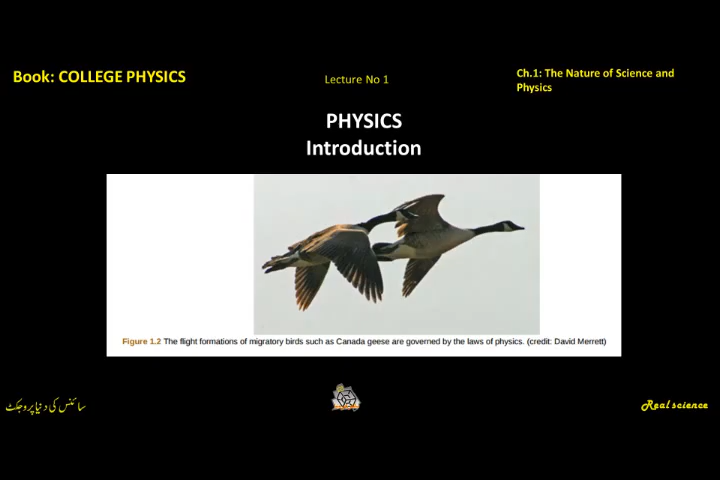 Book: COLLEGE PHYSICS
Lecture No 1
Ch.1: The Nature of Science and
Physics
PHYSICS
Introduction
Figure 1.2 The flight formations of migratory birds such as Canada geese are governed by the laws of physics. (credit: David Merrett)
سائنس کی دنیا پروجکٹ
Real science